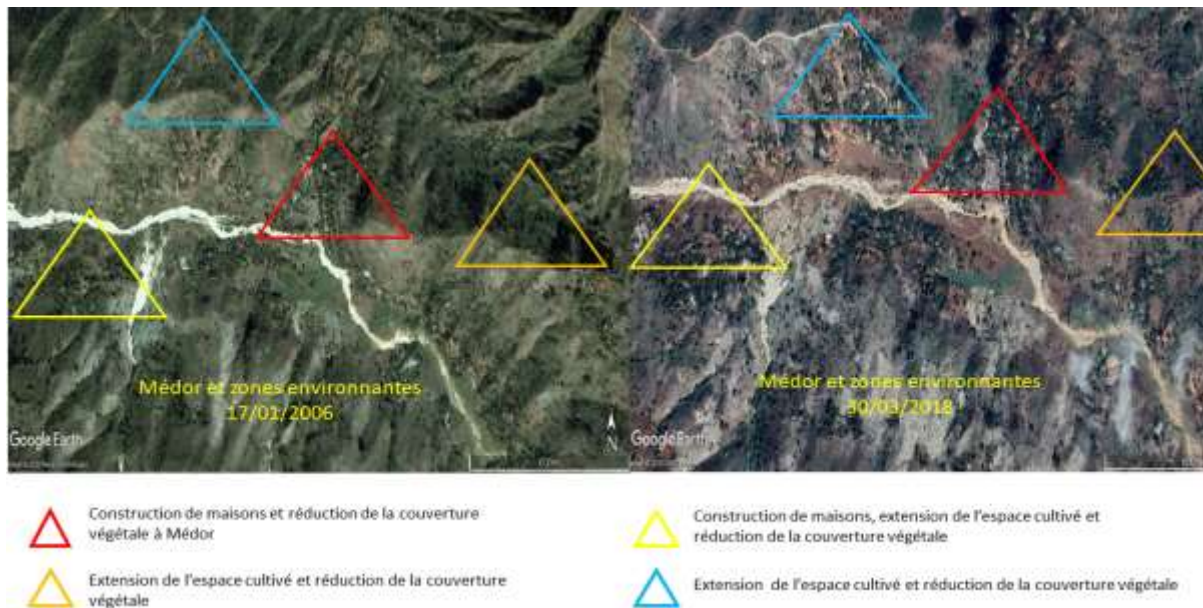 Médor et zones environnantes
17/01/2006
Google Earth
N
Médor et zones environnantes
30/03/2018
Google Earth
Construction de maisons et réduction de la couverture
végétale à Médor
Extension de l'espace cultivé et réduction de la couverture
végétale
Construction de maisons, extension de l'espace cultivé et
réduction de la couverture végétale
Extension de l'espace cultivé et réduction de la couverture végétale